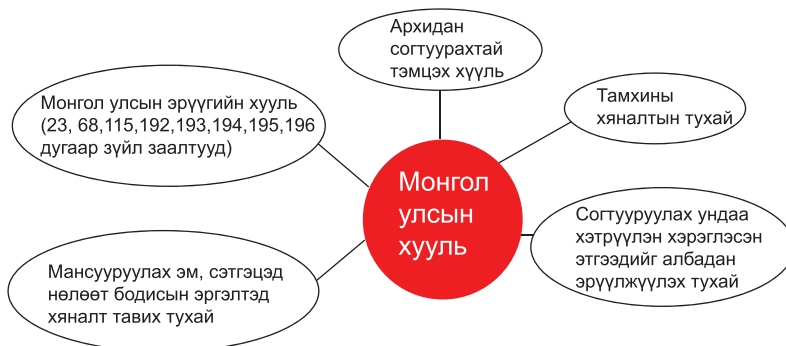 Архидан
согтуурахтай
тэмцэх хүүль
Монгол улсын эрүүгийн хууль
(23, 68,115,192,193,194,195,196
дугаар зүйл заалтууд)
Тамхины
хяналтын тухай
Монгол
улсын
хууль
Согтууруулах ундаа
хэтрүүлэн хэрэглэсэн
этгээдийг албадан
эрүүлжүүлэх тухай
Мансууруулах эм, сэтгэцэд
нөлөөт бодисын эргэлтэд
хяналт тавих тухай